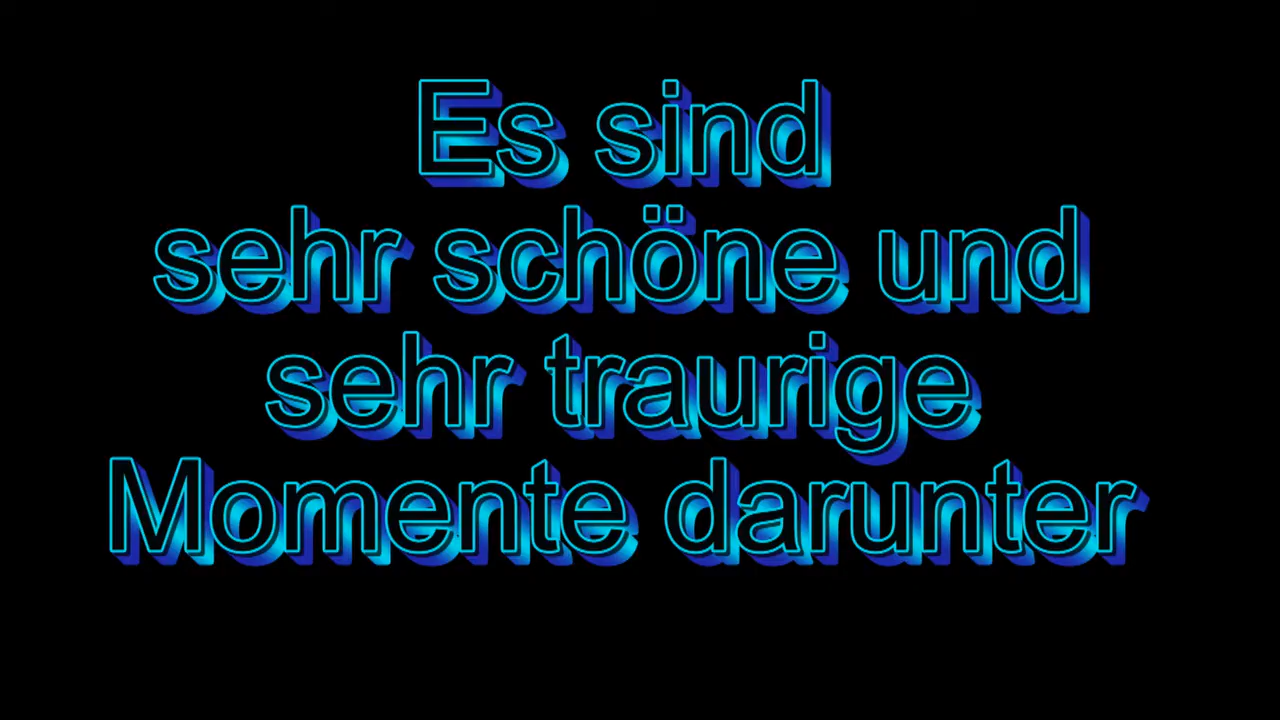 Es sind
sehr schöne und
sehr traurige
Momente darunter